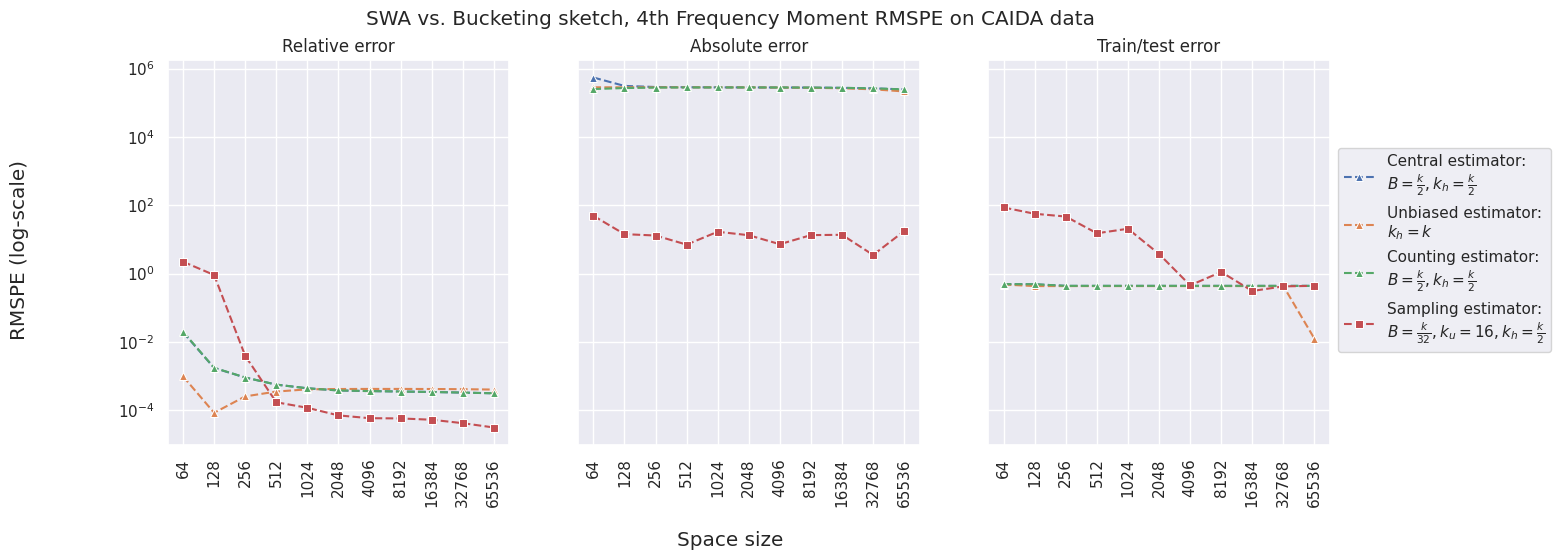 SWA vs. Bucketing sketch, 4th Frequency Moment RMSPE on CAIDA data
Relative error
Absolute error
Train/test error
RMSPE (log-scale)
10^6
10^4
10^2
10^0
10^−2
10^−4
64 128 256 512 1024 2048 4096 8192 16384 32768 65536
64 128 256 512 1024 2048 4096 8192 16384 32768 65536
64 128 256 512 1024 2048 4096 8192 16384 32768 65536
Space size
Central estimator:
B = k/2, k_h = k/2
Unbiased estimator:
k_h = k
Counting estimator:
B = k/2, k_h = k/2
Sampling estimator:
B = k/32, k_u = 16, k_h = k/2